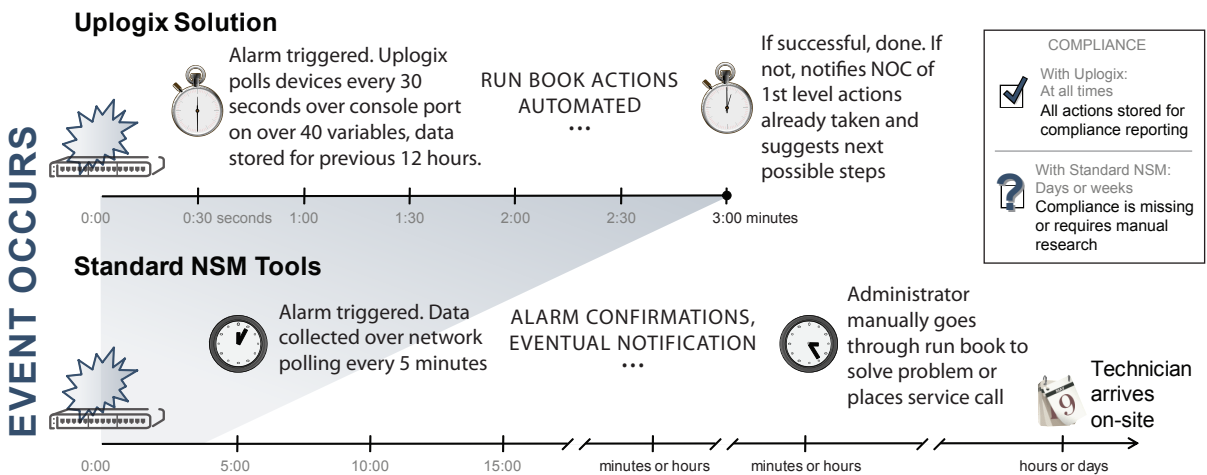 EVENT OCCURS
Uplogix Solution
Alarm triggered. Uplogix
polls devices every 30
seconds over console port
on over 40 variables, data
stored for previous 12 hours.
RUN BOOK ACTIONS
AUTOMATED
...
If successful, done. If
not, notifies NOC of
1st level actions
already taken and
suggests next
possible steps
0:00
0:30 seconds
1:00
1:30
2:00
2:30
3:00 minutes
COMPLIANCE
With Uplogix:
At all times
All actions stored for
compliance reporting
?
With Standard NSM:
Days or weeks
Compliance is missing
or requires manual
research
Standard NSM Tools
Alarm triggered. Data
collected over network
polling every 5 minutes
ALARM CONFIRMATIONS,
EVENTUAL NOTIFICATION
...
Administrator
manually goes
through run book to
solve problem or
places service call
19
Technician
arrives
on-site
0:00
5:00
10:00
15:00
minutes or hours
minutes or hours
hours or days